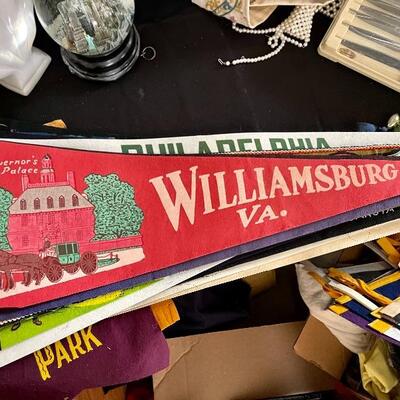 PHILADELPHIA
Governor's
Palace
WILLIAMSBURG
VA.
PARK